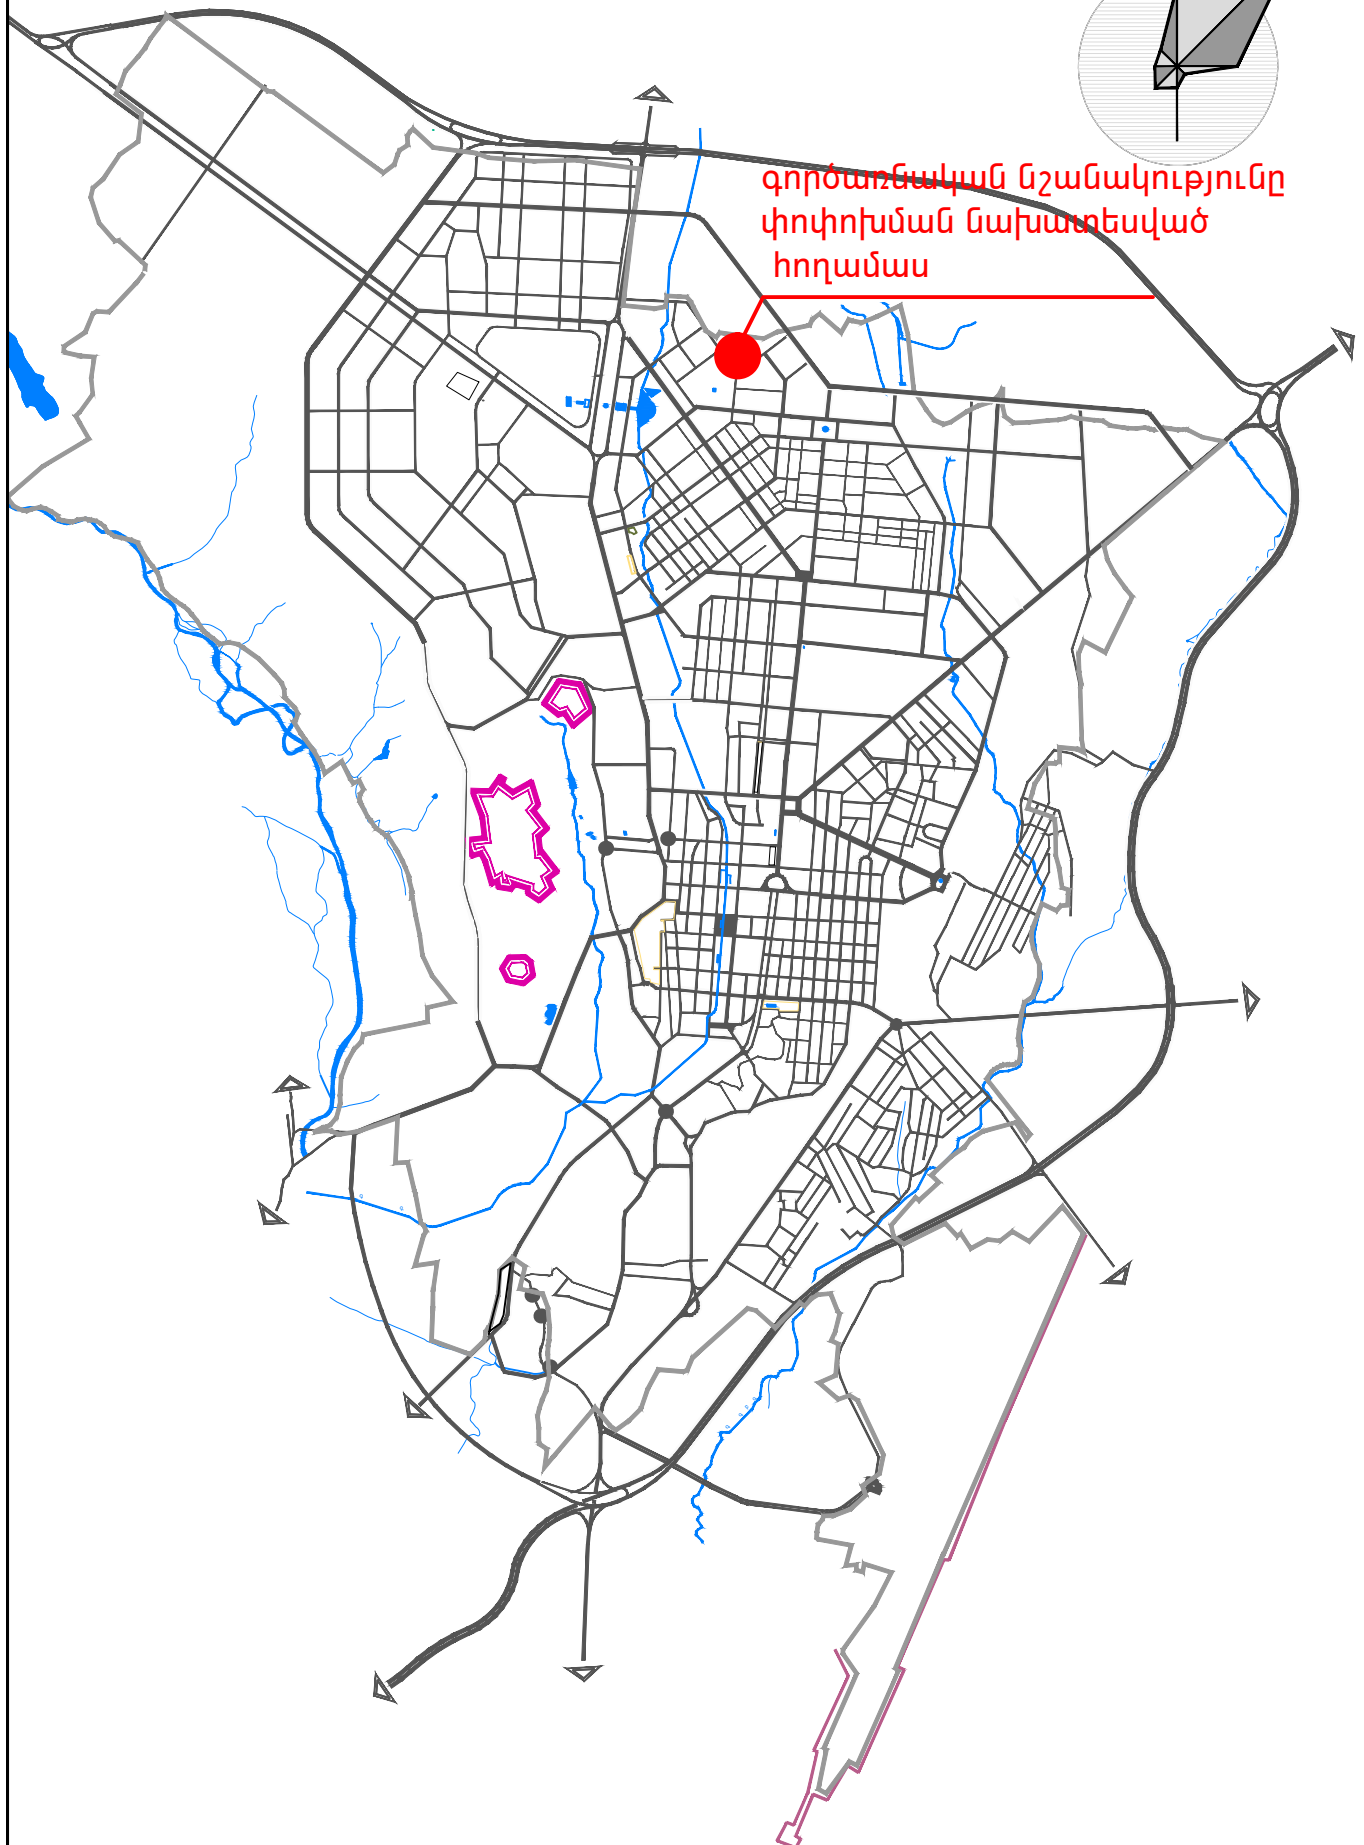 գործառնական նշանակությունը
փոփոխման նախատեսված
հողամաս